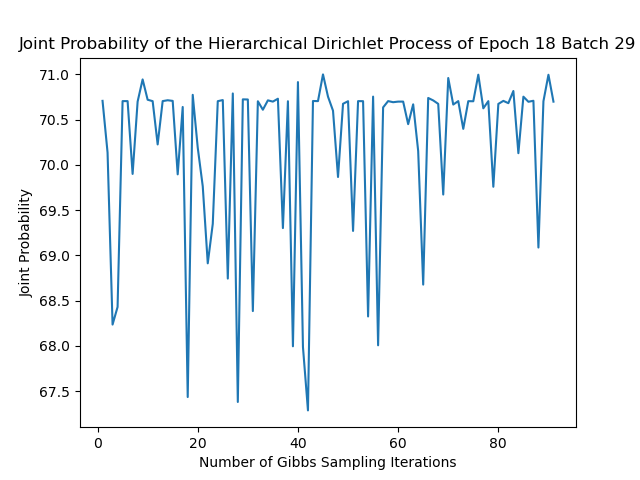 Joint Probability of the Hierarchical Dirichlet Process of Epoch 18 Batch 29
71.0
70.5
70.0
69.5
69.0
68.5
68.0
67.5
Joint Probability
0 20 40 60 80
Number of Gibbs Sampling Iterations